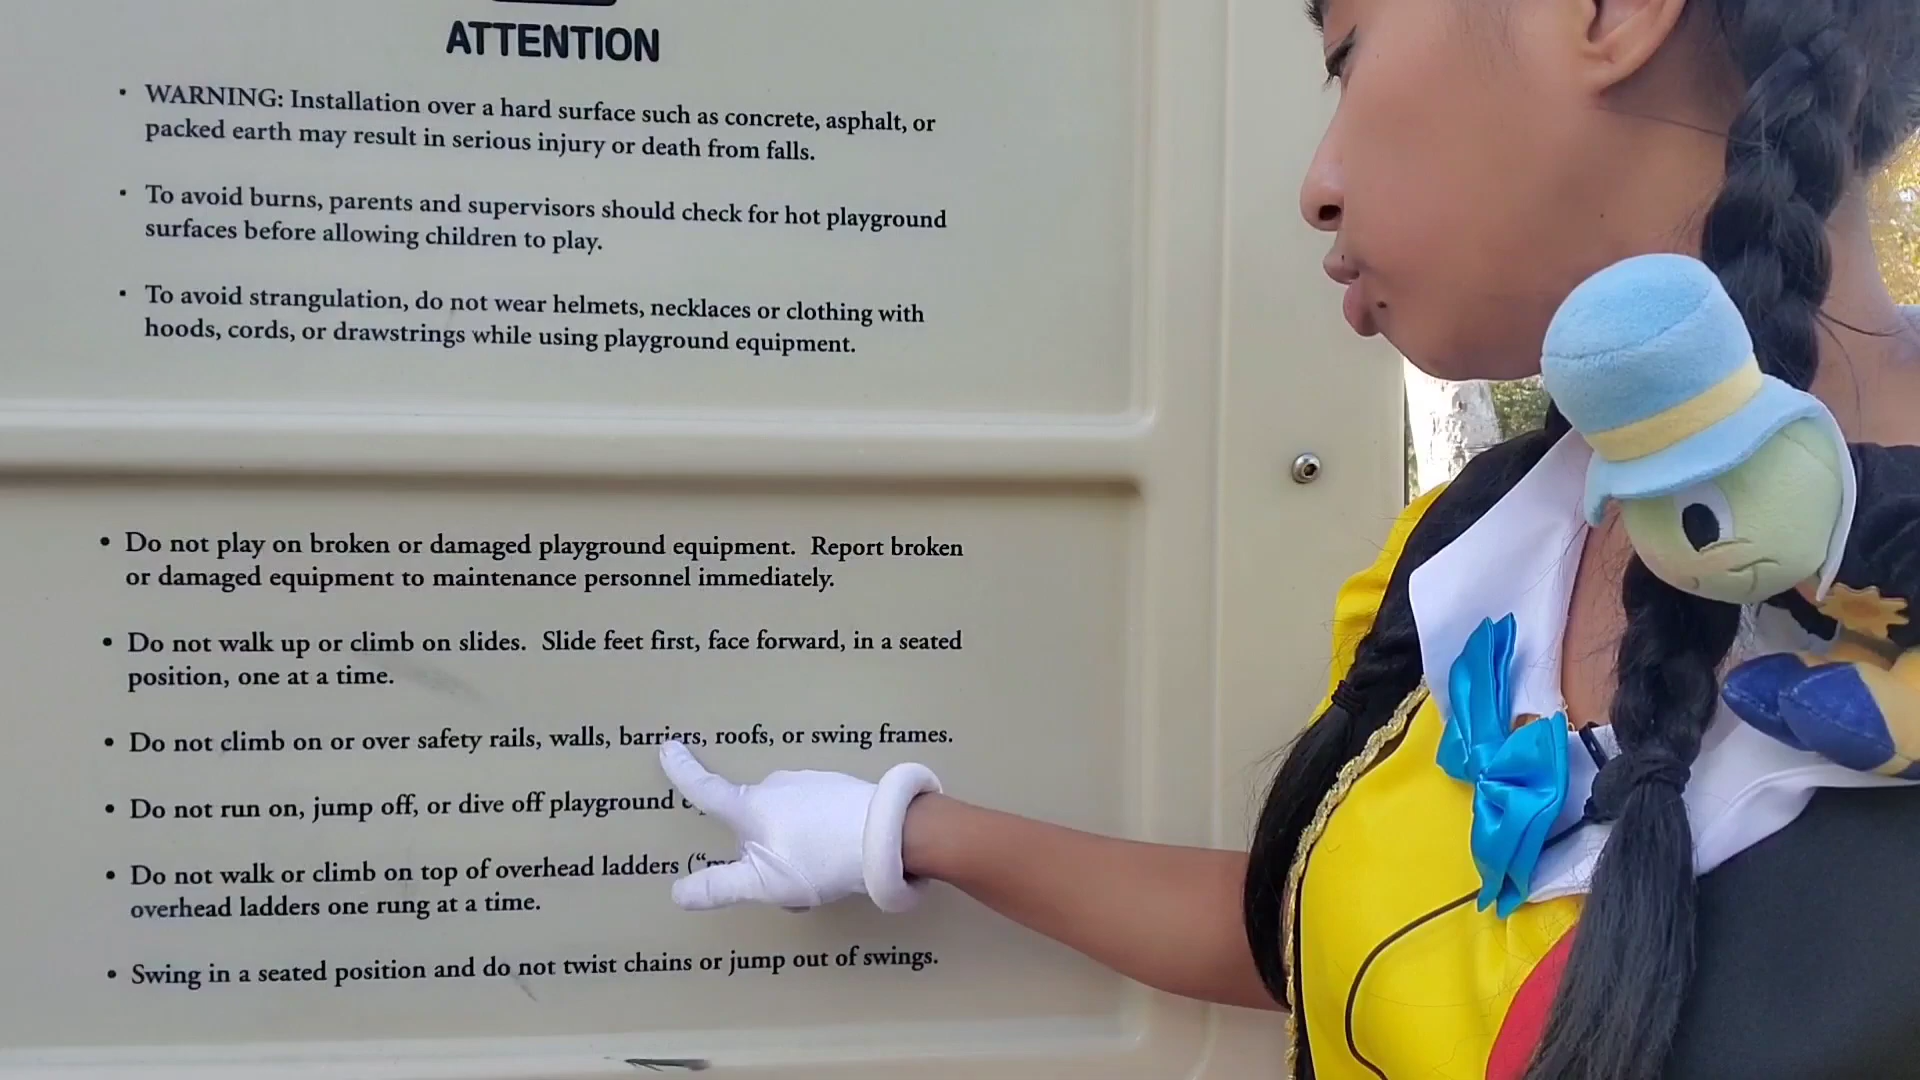 ATTENTION
• WARNING: Installation over a hard surface such as concrete, asphalt, or
packed earth may result in serious injury or death from falls.
• To avoid burns, parents and supervisors should check for hot playground
surfaces before allowing children to play.
• To avoid strangulation, do not wear helmets, necklaces or clothing with
hoods, cords, or drawstrings while using playground equipment.
• Do not play on broken or damaged playground equipment. Report broken
or damaged equipment to maintenance personnel immediately.
• Do not walk up or climb on slides. Slide feet first, face forward, in a seated
position, one at a time.
• Do not climb on or over safety rails, walls, barriers, roofs, or swing frames.
• Do not run on, jump off, or dive off playground
• Do not walk or climb on top of overhead ladders
overhead ladders one rung at a time.
• Swing in a seated position and do not twist chains or jump out of swings.